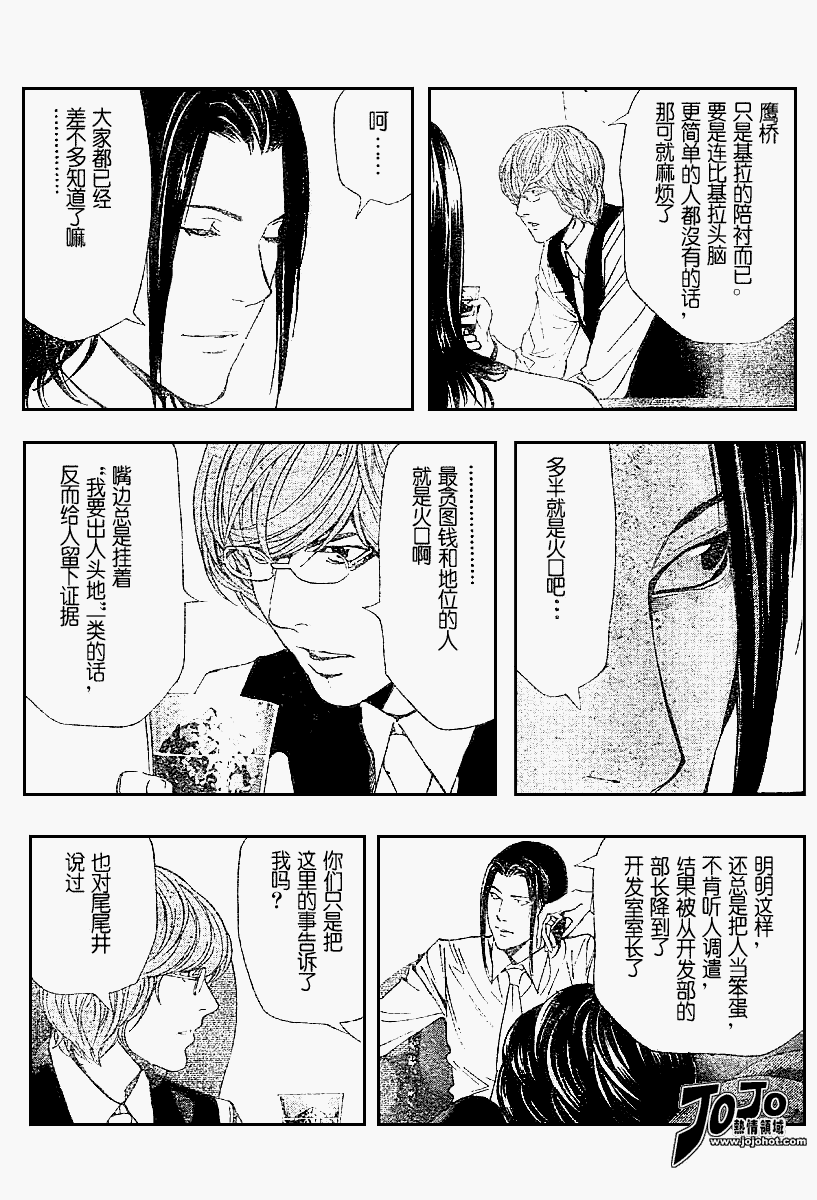 鹰桥
只是基拉的陪衬而已。
要是连比基拉头脑
更简单的人都沒有的话，
那可就麻烦了
呵……
大家都已经
差不多知道了嘛
…………
多半就是火口吧…
…………
最贪图钱和地位的人
就是火口啊
嘴边总是挂着
“我要出人头地”一类的话，
反而给人留下证据
明明这样，
还总是把人当笨蛋，
不肯听人调遣，
结果被从开发部的
部长降到了
开发室室长了
你们只是把
这里的事告诉了
我吗？
也对尾尾井
说过
JOJO
熱情領域
www.jojohot.com